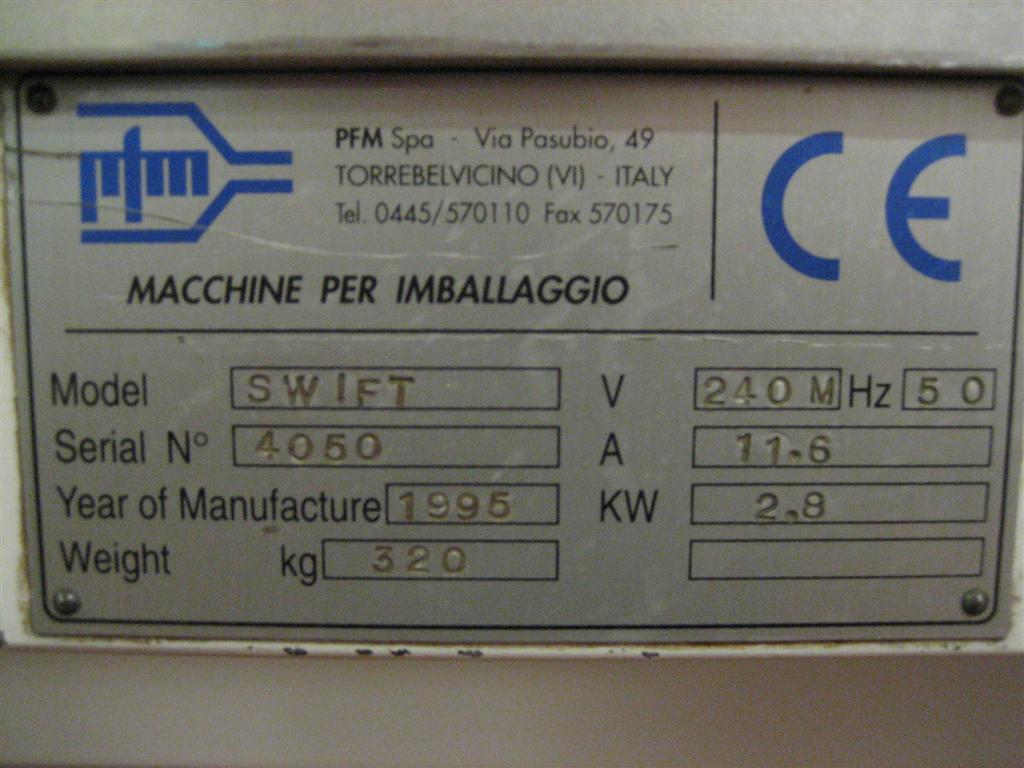 pfm
PFM Spa - Via Pasubio, 49
TORREBELVICINO (VI) - ITALY
Tel. 0445/570110 Fax 570175
CE
MACCHINE PER IMBALLAGGIO
Model SWIFT V 240 M Hz 50
Serial N° 4050 A 11.6
Year of Manufacture 1995 KW 2.8
Weight kg 320